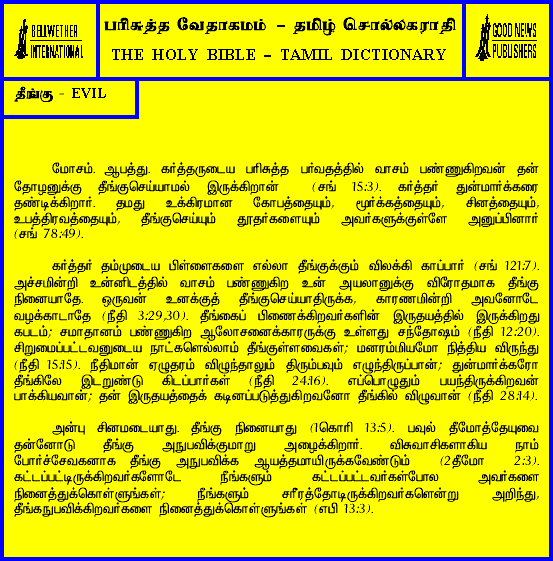 BELLWETHER
INTERNATIONAL
பரிசுத்த வேதாகமம் – தமிழ் சொல்லகராதி
THE HOLY BIBLE – TAMIL DICTIONARY
GOOD NEWS
PUBLISHERS
தீங்கு - EVIL
மோசம். ஆபத்து. கர்த்தருடைய பரிசுத்த பர்வதத்தில் வாசம் பண்ணுகிறவன் தன்
தோழனுக்கு தீங்குசெய்யாமல் இருக்கிறான் (சங் 15:3). கர்த்தர் துன்மார்க்கரை
தண்டிக்கிறார். தமது உக்கிரமான கோபத்தையும், மூர்க்கத்தையும், சினத்தையும்,
உபத்திரவத்தையும், தீங்குசெய்யும் தூதர்களையும் அவர்களுக்குள்ளே அனுப்பினார்
(சங் 78:49).
கர்த்தர் தம்முடைய பிள்ளைகளை எல்லா தீங்குக்கும் விலக்கி காப்பார் (சங் 121:7).
அச்சமின்றி உன்னிடத்தில் வாசம் பண்ணுகிற உன் அயலானுக்கு விரோதமாக தீங்கு
நினையாதே. ஒருவன் உனக்குத் தீங்குசெய்யாதிருக்க, காரணமின்றி அவனோடே
வழக்காடாதே (நீதி 3:29,30). தீங்கைப் பிணைக்கிறவர்களின் இருதயத்தில் இருக்கிறது
கபடம்; சமாதானம் பண்ணுகிற ஆலோசனைக்காரருக்கு உள்ளது சந்தோஷம் (நீதி 12:20).
சிறுமைப்பட்டவனுடைய நாட்களெல்லாம் தீங்குள்ளவைகள்; மனரம்மியமோ நித்திய விருந்து
(நீதி 15:15). நீதிமான் ஏழுதரம் விழுந்தாலும் திரும்பவும் எழுந்திருப்பான்; துன்மார்க்கரோ
தீங்கிலே இடறுண்டு கிடப்பார்கள் (நீதி 24:16). எப்பொழுதும் பயந்திருக்கிறவன்
பாக்கியவான்; தன் இருதயத்தைக் கடினப்படுத்துகிறவனோ தீங்கில் விழுவான் (நீதி 28:14).
அன்பு சினமடையாது. தீங்கு நினையாது (1கொரி 13:5). பவுல் தீமோத்தேயுவை
தன்னோடு தீங்கு அநுபவிக்குமாறு அழைக்கிறார். விசுவாசிகளாகிய நாம்
போர்ச்சேவகனாக தீங்கு அநுபவிக்க ஆயத்தமாயிருக்கவேண்டும் (2தீமோ 2:3).
கட்டப்பட்டிருக்கிறவர்களோடே நீங்களும் கட்டப்பட்டவர்கள்போல அவர்களை
நினைத்துக்கொள்ளுங்கள்; நீங்களும் சரீரத்தோடிருக்கிறவர்களென்று அறிந்து,
தீங்கநுபவிக்கிறவர்களை நினைத்துக்கொள்ளுங்கள் (எபி 13:3).